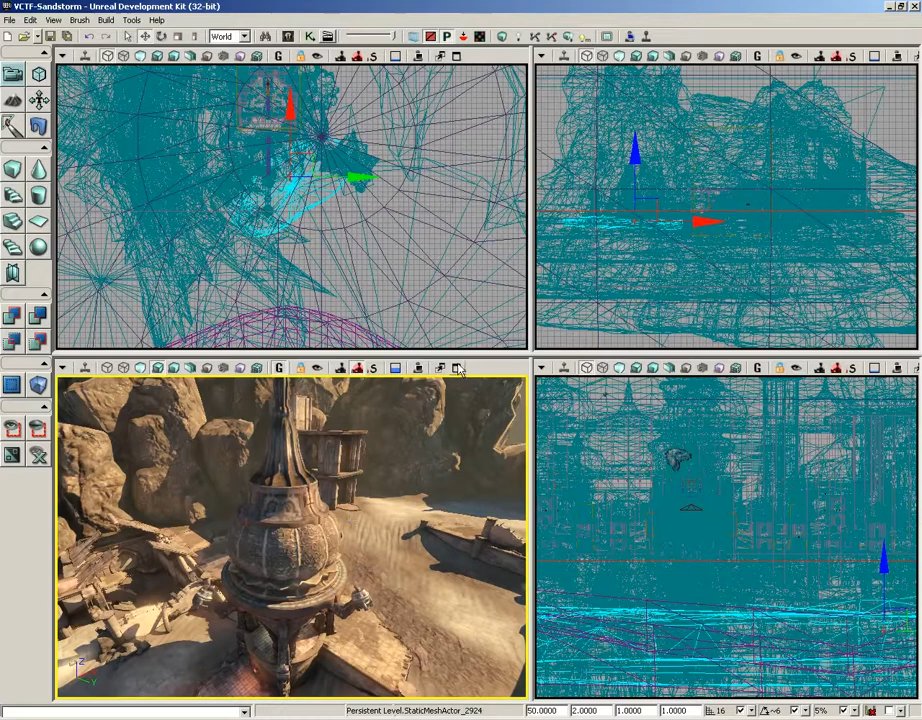 VCTF-Sandstorm - Unreal Development Kit (32-bit)
File Edit View Brush Build Tools Help
World
G G
S S
G G
S S
Z
Y
Persistent Level.StaticMeshActor_2924
50.0000 2.0000 1.0000 1.0000
16
~6
5%